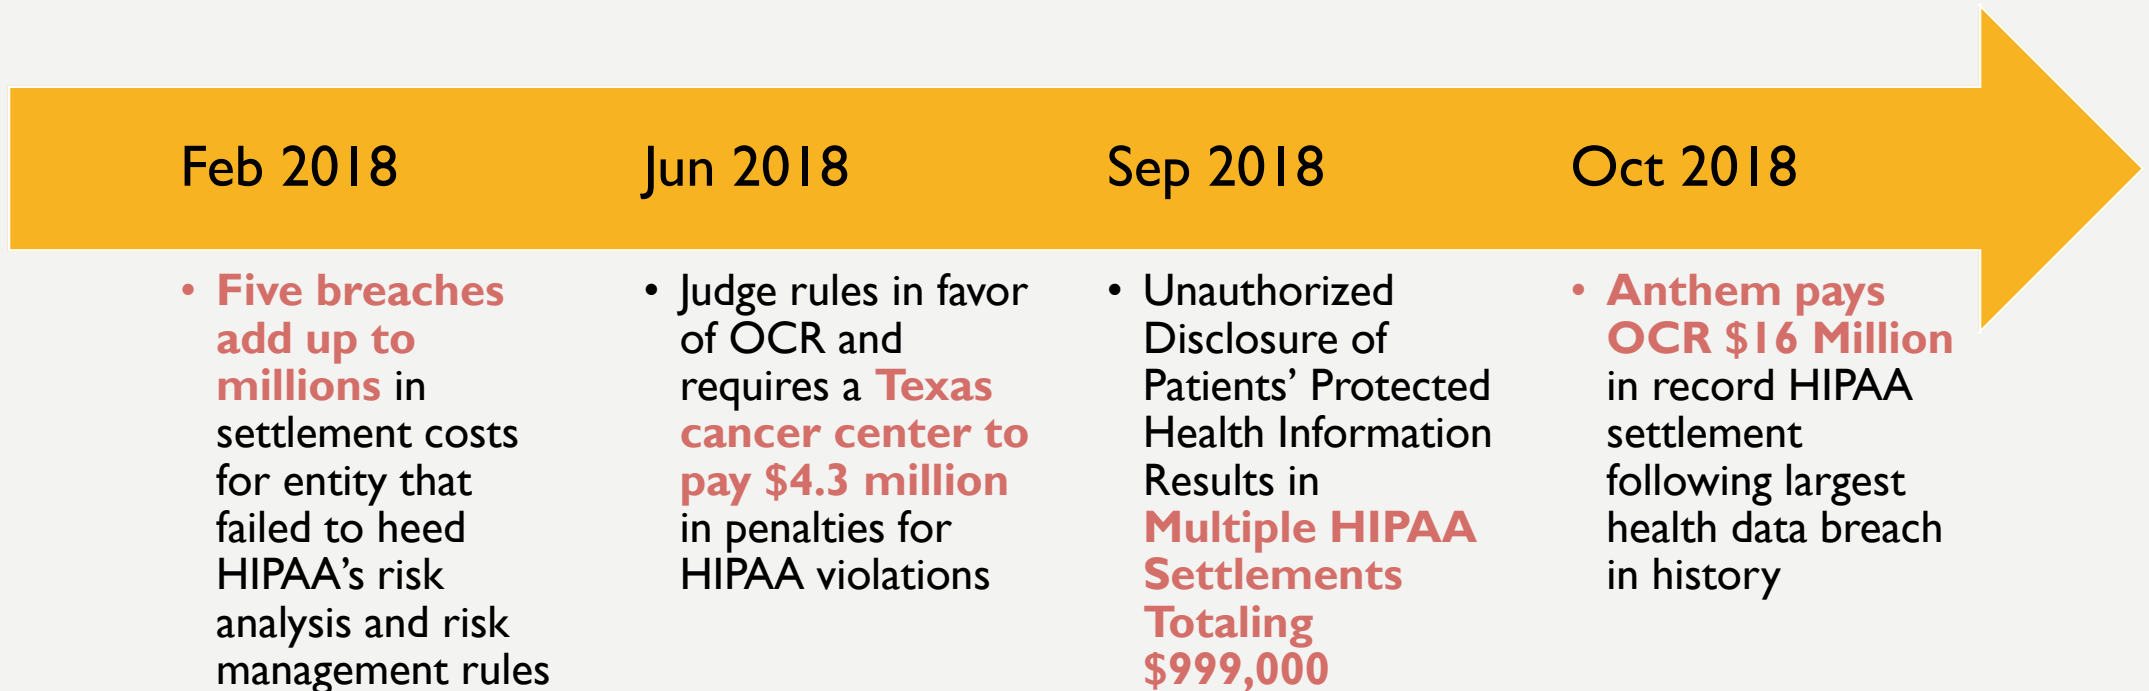 Feb 2018
Jun 2018
Sep 2018
Oct 2018
• Five breaches
add up to
millions in
settlement costs
for entity that
failed to heed
HIPAA’s risk
analysis and risk
management rules
• Judge rules in favor
of OCR and
requires a Texas
cancer center to
pay $4.3 million
in penalties for
HIPAA violations
• Unauthorized
Disclosure of
Patients’ Protected
Health Information
Results in
Multiple HIPAA
Settlements
Totaling
$999,000
• Anthem pays
OCR $16 Million
in record HIPAA
settlement
following largest
health data breach
in history